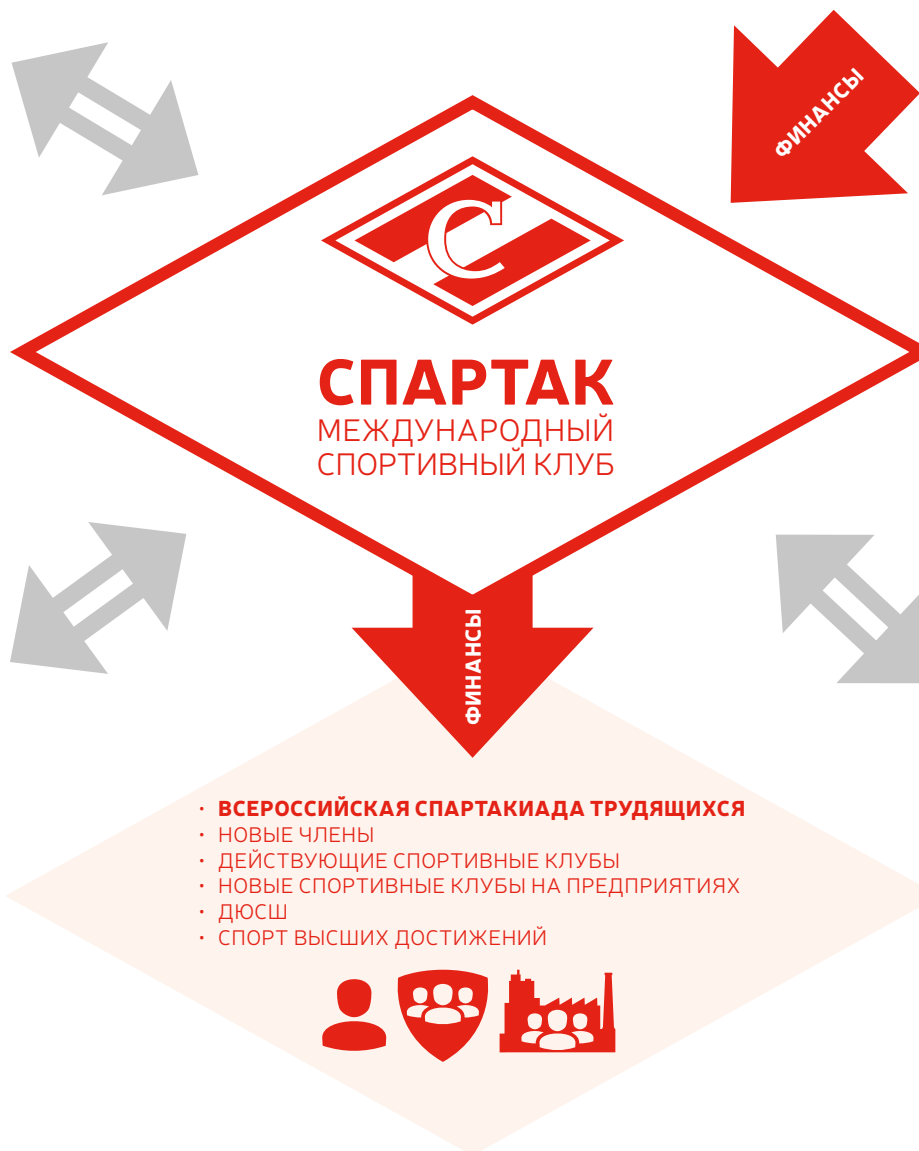 ФИНАНСЫ
С
СПАРТАК
МЕЖДУНАРОДНЫЙ
СПОРТИВНЫЙ КЛУБ
ФИНАНСЫ
· ВСЕРОССИЙСКАЯ СПАРТАКИАДА ТРУДЯЩИХСЯ
· НОВЫЕ ЧЛЕНЫ
· ДЕЙСТВУЮЩИЕ СПОРТИВНЫЕ КЛУБЫ
· НОВЫЕ СПОРТИВНЫЕ КЛУБЫ НА ПРЕДПРИЯТИЯХ
· ДЮСШ
· СПОРТ ВЫСШИХ ДОСТИЖЕНИЙ